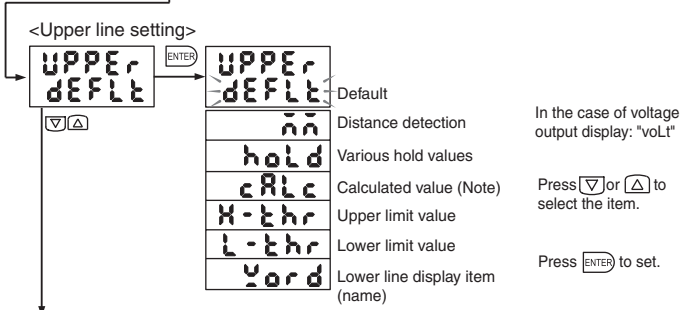 <Upper line setting>
UPPEr
dEFLt
ENTER
UPPEr
dEFLt
Default
Distance detection
hoLd
Various hold values
cALc
Calculated value (Note)
H-thr
Upper limit value
L-thr
Lower limit value
Yord
Lower line display item
(name)
In the case of voltage
output display: "voLt"
Press ▽ or △ to
select the item.
Press ENTER to set.